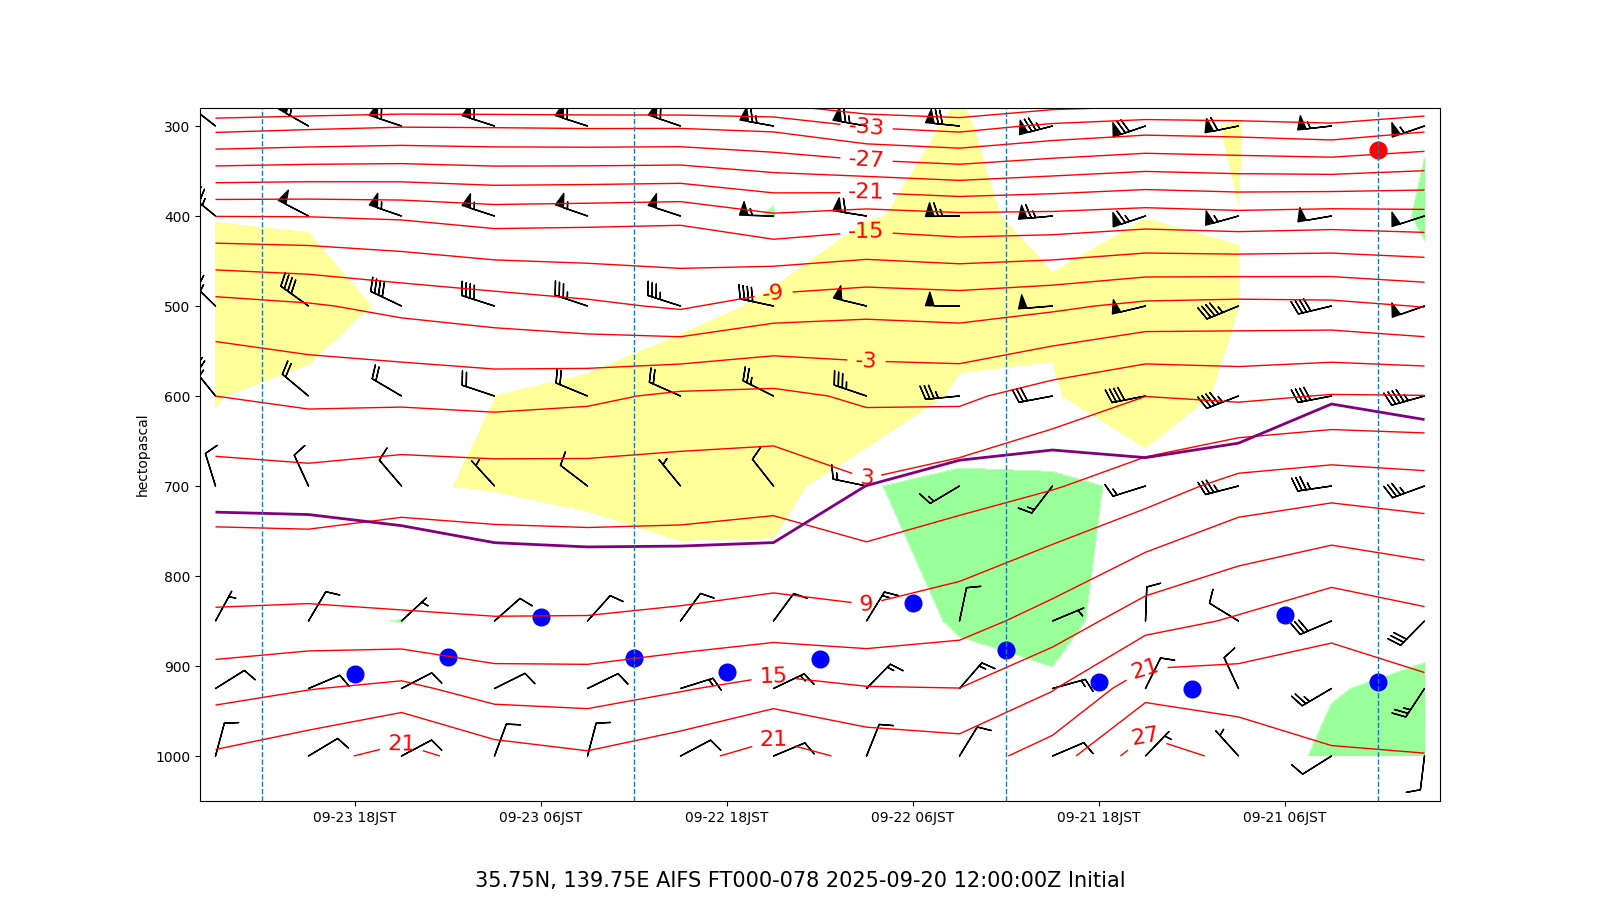 300
400
500
600
700
800
900
1000
hectopascal
-33
-27
-21
-15
-9
-3
3
9
15
21
21
21
27
09-23 18JST
09-23 06JST
09-22 18JST
09-22 06JST
09-21 18JST
09-21 06JST
35.75N, 139.75E AIFS FT000-078 2025-09-20 12:00:00Z Initial